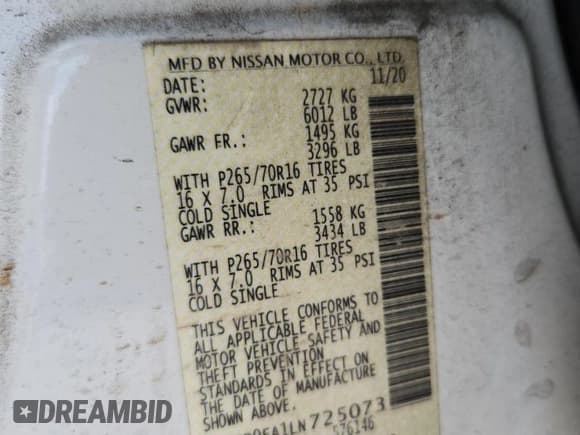 MFD BY NISSAN MOTOR CO., LTD.
DATE: 11/20
GVWR: 2727 KG
6012 LB
GAWR FR.: 1495 KG
3296 LB
WITH P265/70R16 TIRES
16 X 7.0 RIMS AT 35 PSI
COLD SINGLE
GAWR RR.: 1558 KG
3434 LB
WITH P265/70R16 TIRES
16 X 7.0 RIMS AT 35 PSI
COLD SINGLE
THIS VEHICLE CONFORMS TO
ALL APPLICABLE FEDERAL
MOTOR VEHICLE SAFETY AND
THEFT PREVENTION
STANDARDS IN EFFECT ON
THE DATE OF MANUFACTURE
SHOWN ABOVE.
725073
DREAMBID